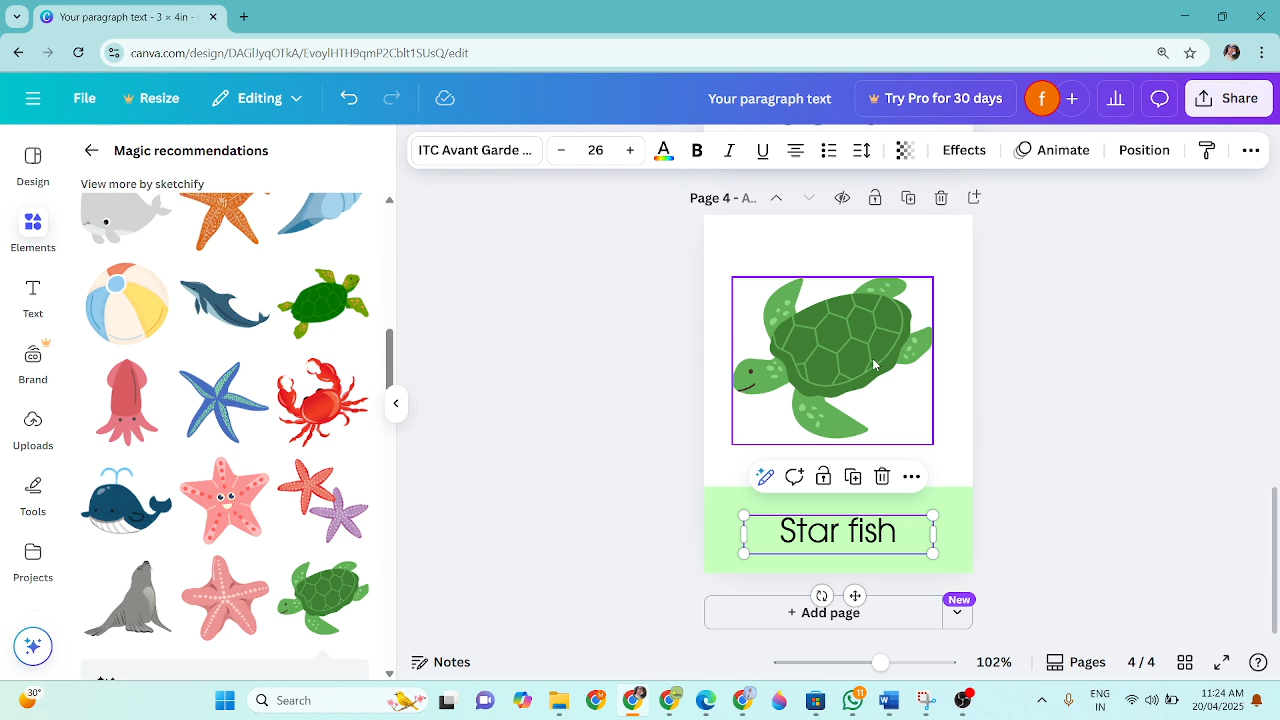 Your paragraph text - 3 × 4in -
canva.com/design/DAGlJyqOTkA/EvoylHTH9qmP2Cblt1SUsQ/edit
File
Resize
Editing
Your paragraph text
Try Pro for 30 days
f
Share
Design
Elements
Text
Brand
Uploads
Tools
Projects
Magic recommendations
View more by sketchify
ITC Avant Garde ...
26
A
B
I
U
Effects
Animate
Position
Page 4 - A..
Star fish
+ Add page
New
Notes
102%
Pages
4 / 4
30°
Search
11
W
ENG
IN
11:24 AM
20/04/2025